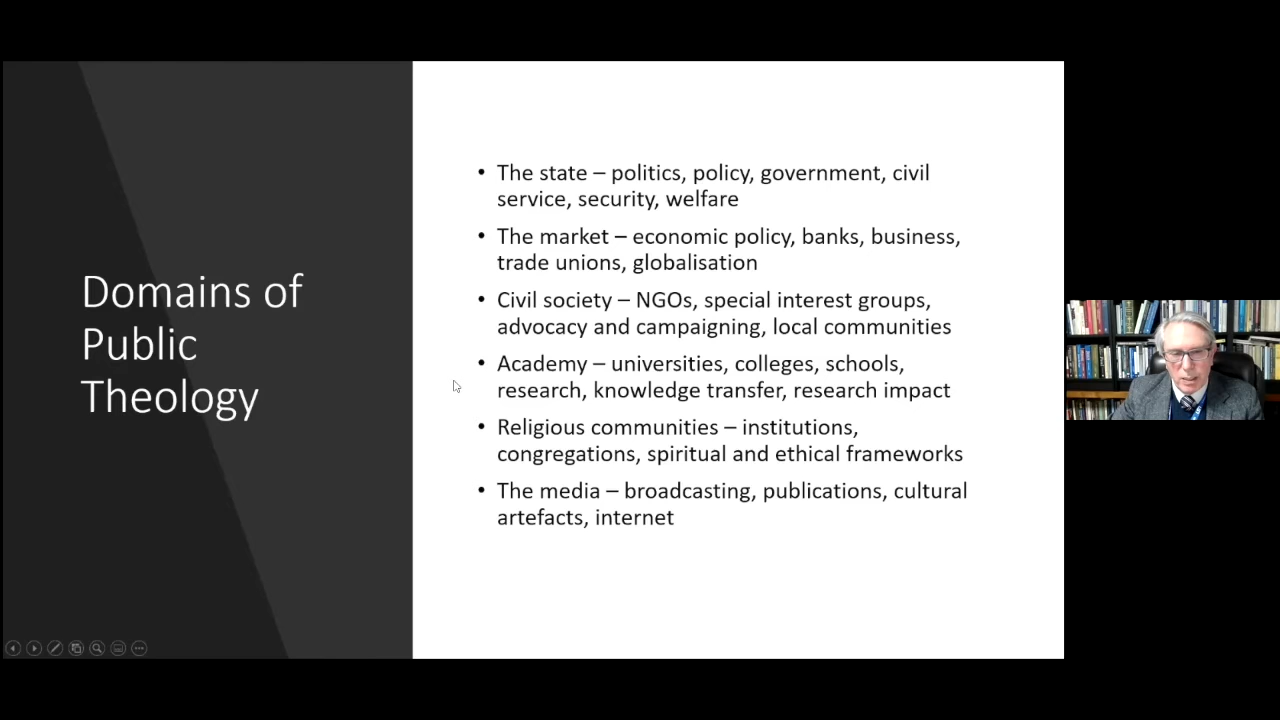 Domains of
Public
Theology
• The state – politics, policy, government, civil
service, security, welfare
• The market – economic policy, banks, business,
trade unions, globalisation
• Civil society – NGOs, special interest groups,
advocacy and campaigning, local communities
• Academy – universities, colleges, schools,
research, knowledge transfer, research impact
• Religious communities – institutions,
congregations, spiritual and ethical frameworks
• The media – broadcasting, publications, cultural
artefacts, internet